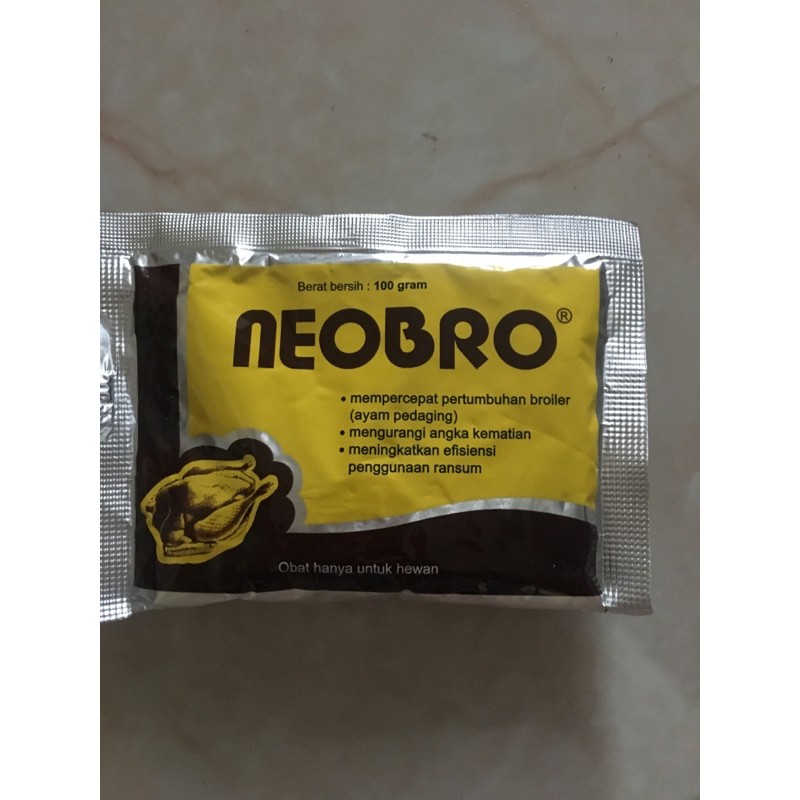 Berat bersih : 100 gram
NEOBRO®
• mempercepat pertumbuhan broiler
(ayam pedaging)
• mengurangi angka kematian
• meningkatkan efisiensi
penggunaan ransum
Obat hanya untuk hewan